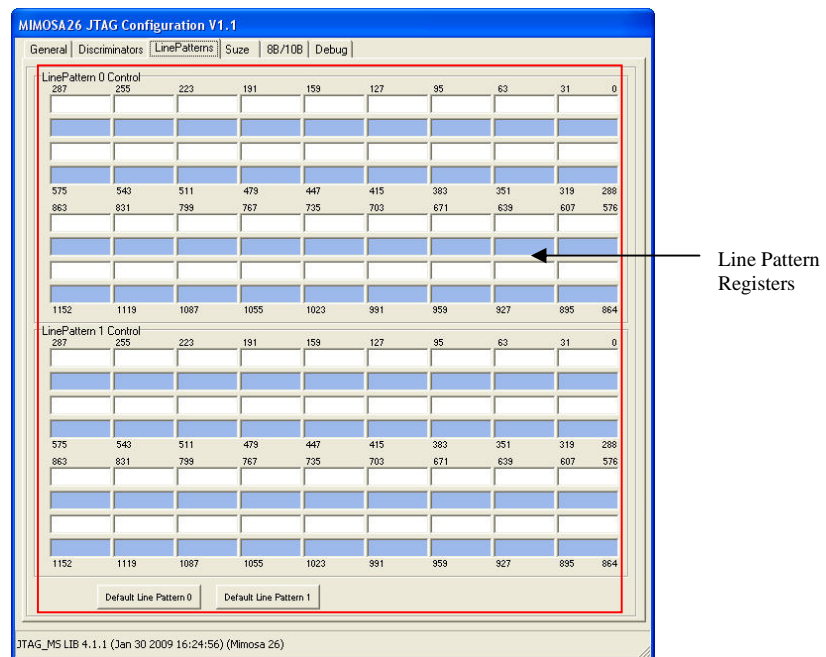 MIMOSA26 JTAG Configuration V1.1
General Discriminators LinePatterns Suze 8B/10B Debug
LinePattern 0 Control
287 255 223 191 159 127 95 63 31 0
575 543 511 479 447 415 383 351 319 288
863 831 799 767 735 703 671 639 607 576
1152 1119 1087 1055 1023 991 959 927 895 864
Line Pattern
Registers
LinePattern 1 Control
287 255 223 191 159 127 95 63 31 0
575 543 511 479 447 415 383 351 319 288
863 831 799 767 735 703 671 639 607 576
1152 1119 1087 1055 1023 991 959 927 895 864
Default Line Pattern 0 Default Line Pattern 1
JTAG_MS LIB 4.1.1 (Jan 30 2009 16:24:56) (Mimosa 26)